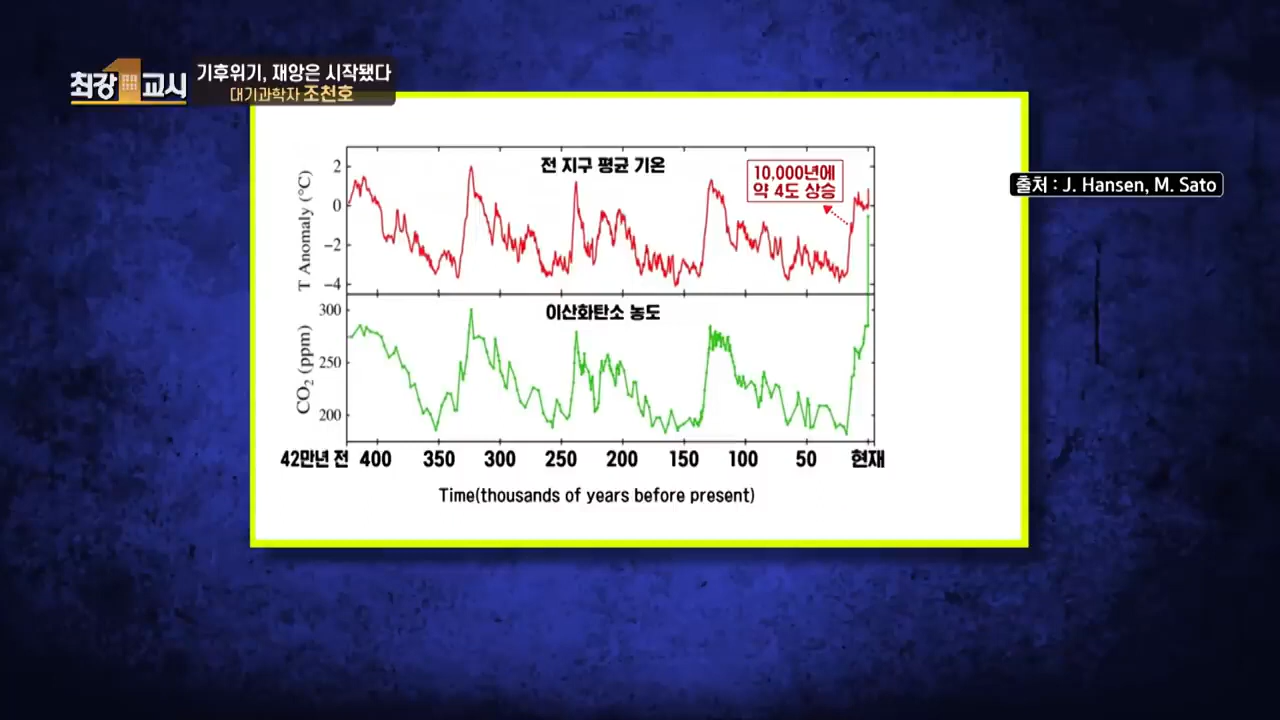 최강1교시
기후위기, 재앙은 시작됐다
대기과학자 조천호
출처 : J. Hansen, M. Sato
전 지구 평균 기온
10,000년에
약 4도 상승
T Anomaly (°C)
2
0
−2
−4
이산화탄소 농도
CO₂ (ppm)
300
250
200
42만년 전 400 350 300 250 200 150 100 50 현재
Time(thousands of years before present)